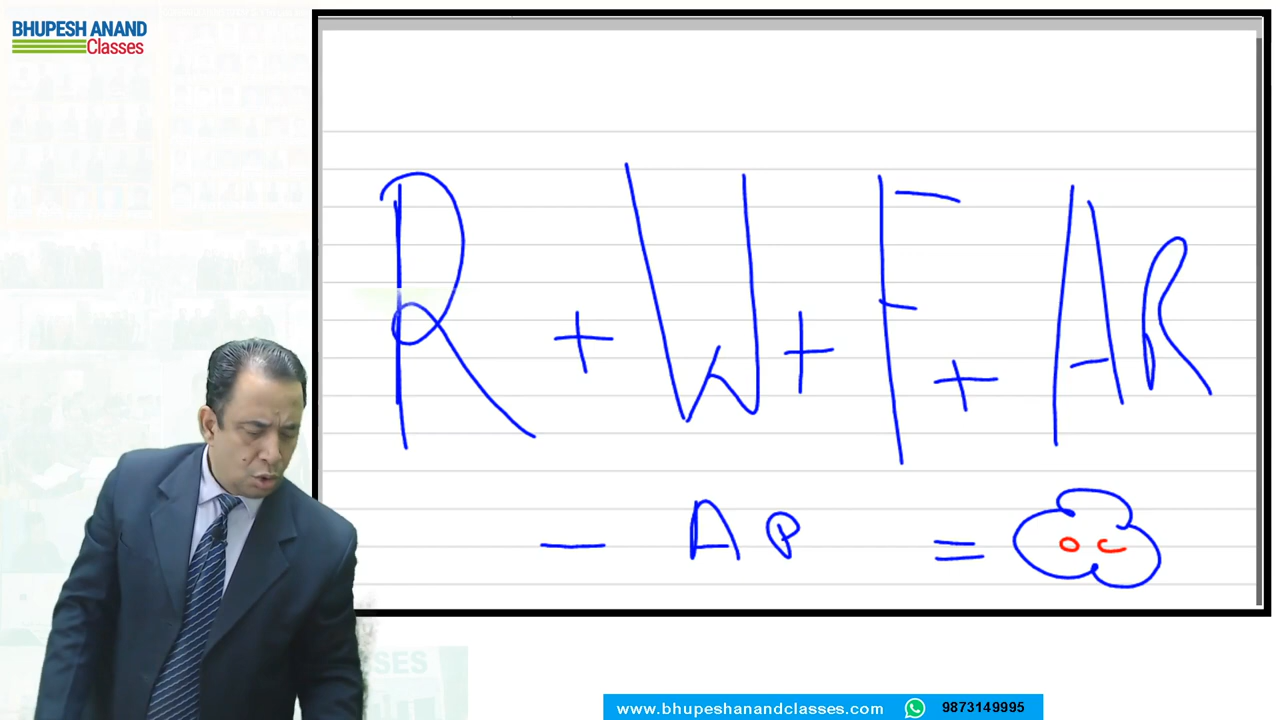 BHUPESH ANAND
Classes
R + W + F + AR
- AP = OC
www.bhupeshanandclasses.com 9873149995